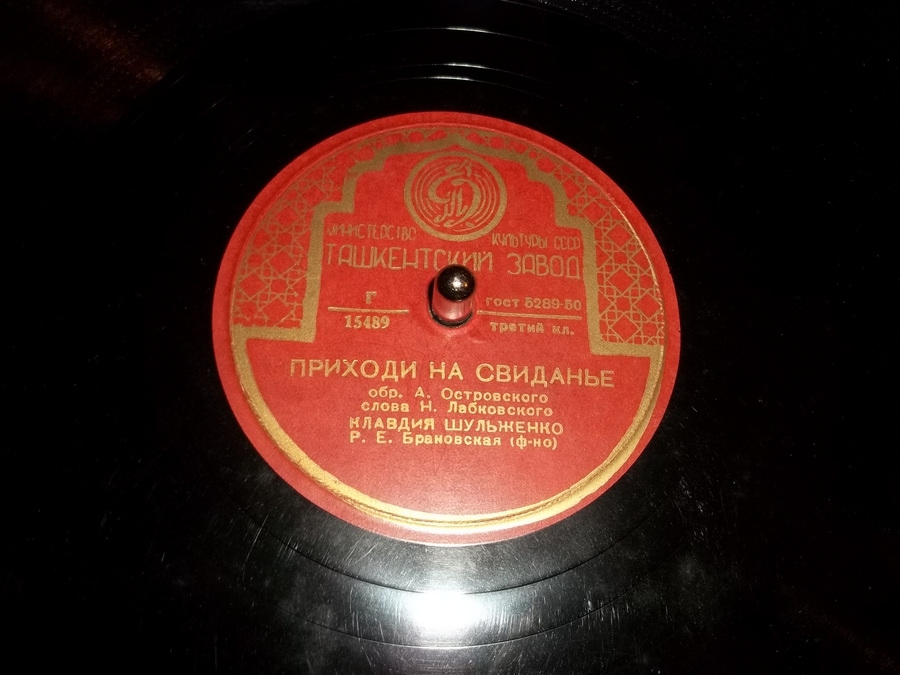 МИНИСТЕРСТВО КУЛЬТУРЫ СССР
ТАШКЕНТСКИЙ ЗАВОД
Г
15489
ГОСТ 5289-50
третий кл.
ПРИХОДИ НА СВИДАНЬЕ
обр. А. Островского
слова Н. Лабковского
КЛАВДИЯ ШУЛЬЖЕНКО
Р. Е. Брановская (ф-но)